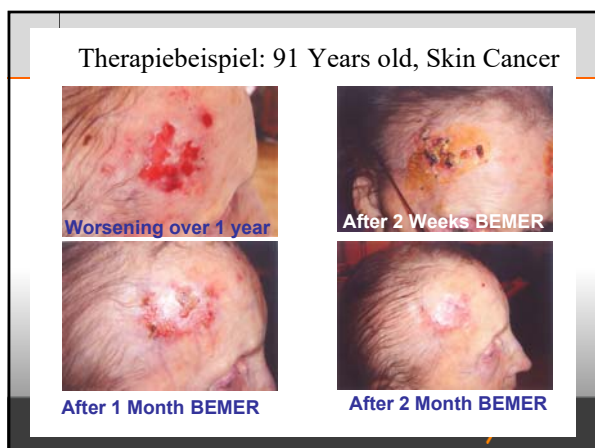 Therapiebeispiel: 91 Years old, Skin Cancer
Worsening over 1 year
After 2 Weeks BEMER
After 1 Month BEMER
After 2 Month BEMER